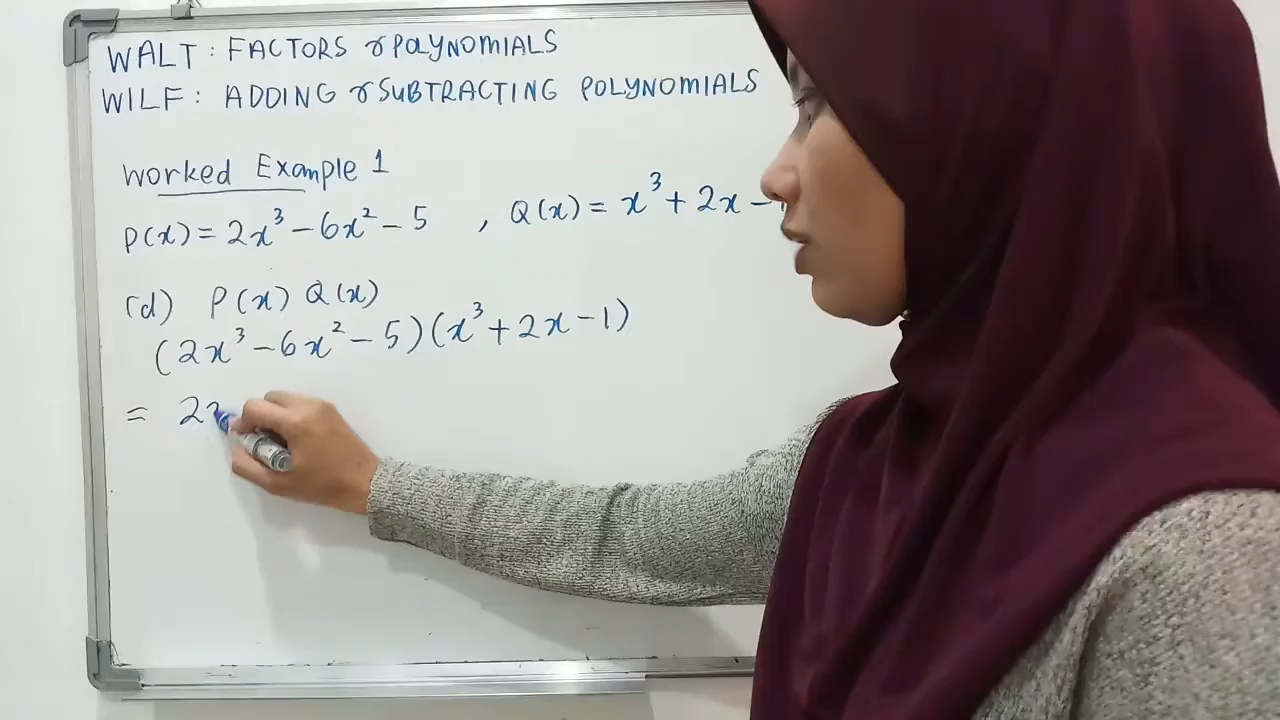 WALT: FACTORS & POLYNOMIALS
WILF: ADDING & SUBTRACTING POLYNOMIALS
Worked Example 1
P(x) = 2x³ - 6x² - 5 , Q(x) = x³ + 2x -
(d) P(x) Q(x)
(2x³ - 6x² - 5)(x³ + 2x - 1)
= 2